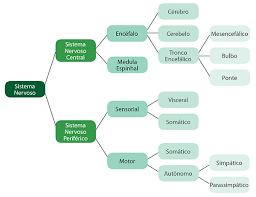 Sistema
Nervoso
Sistema
Nervoso
Central
Encéfalo
Cérebro
Cerebelo
Tronco
Encefálico
Mesencefálico
Bulbo
Ponte
Medula
Espinhal
Sistema
Nervoso
Periférico
Sensorial
Visceral
Somático
Motor
Somático
Autônomo
Simpático
Parassimpático